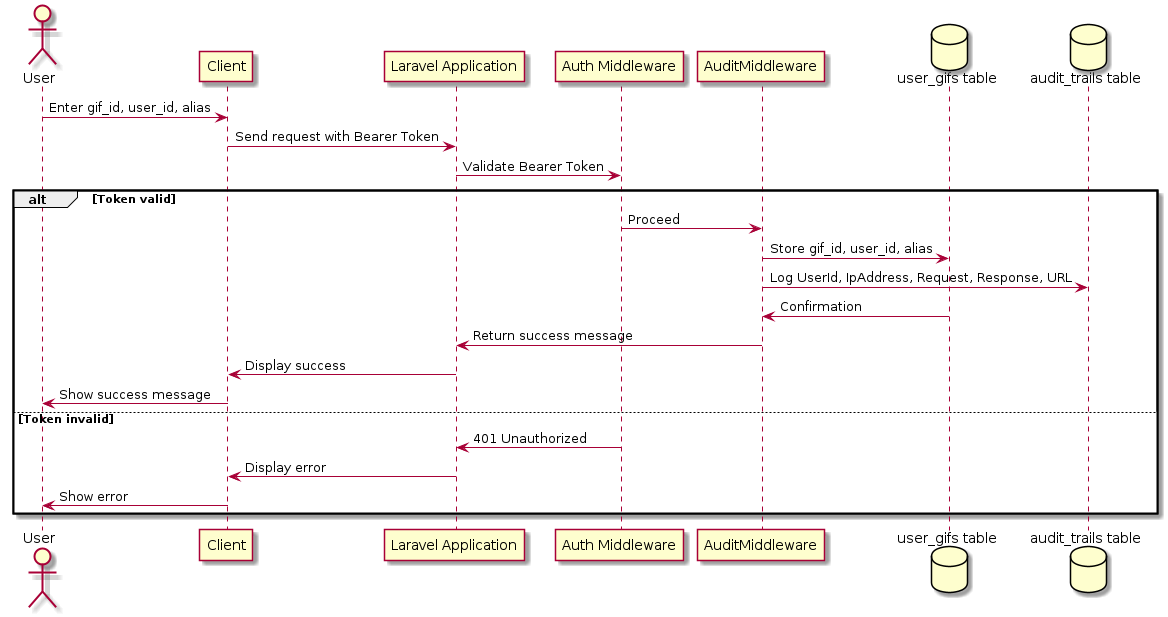 User
Client
Laravel Application
Auth Middleware
AuditMiddleware
user_gifs table
audit_trails table
Enter gif_id, user_id, alias
Send request with Bearer Token
Validate Bearer Token
alt
[Token valid]
Proceed
Store gif_id, user_id, alias
Log UserId, IpAddress, Request, Response, URL
Confirmation
Return success message
Display success
Show success message
[Token invalid]
401 Unauthorized
Display error
Show error
User
Client
Laravel Application
Auth Middleware
AuditMiddleware
user_gifs table
audit_trails table